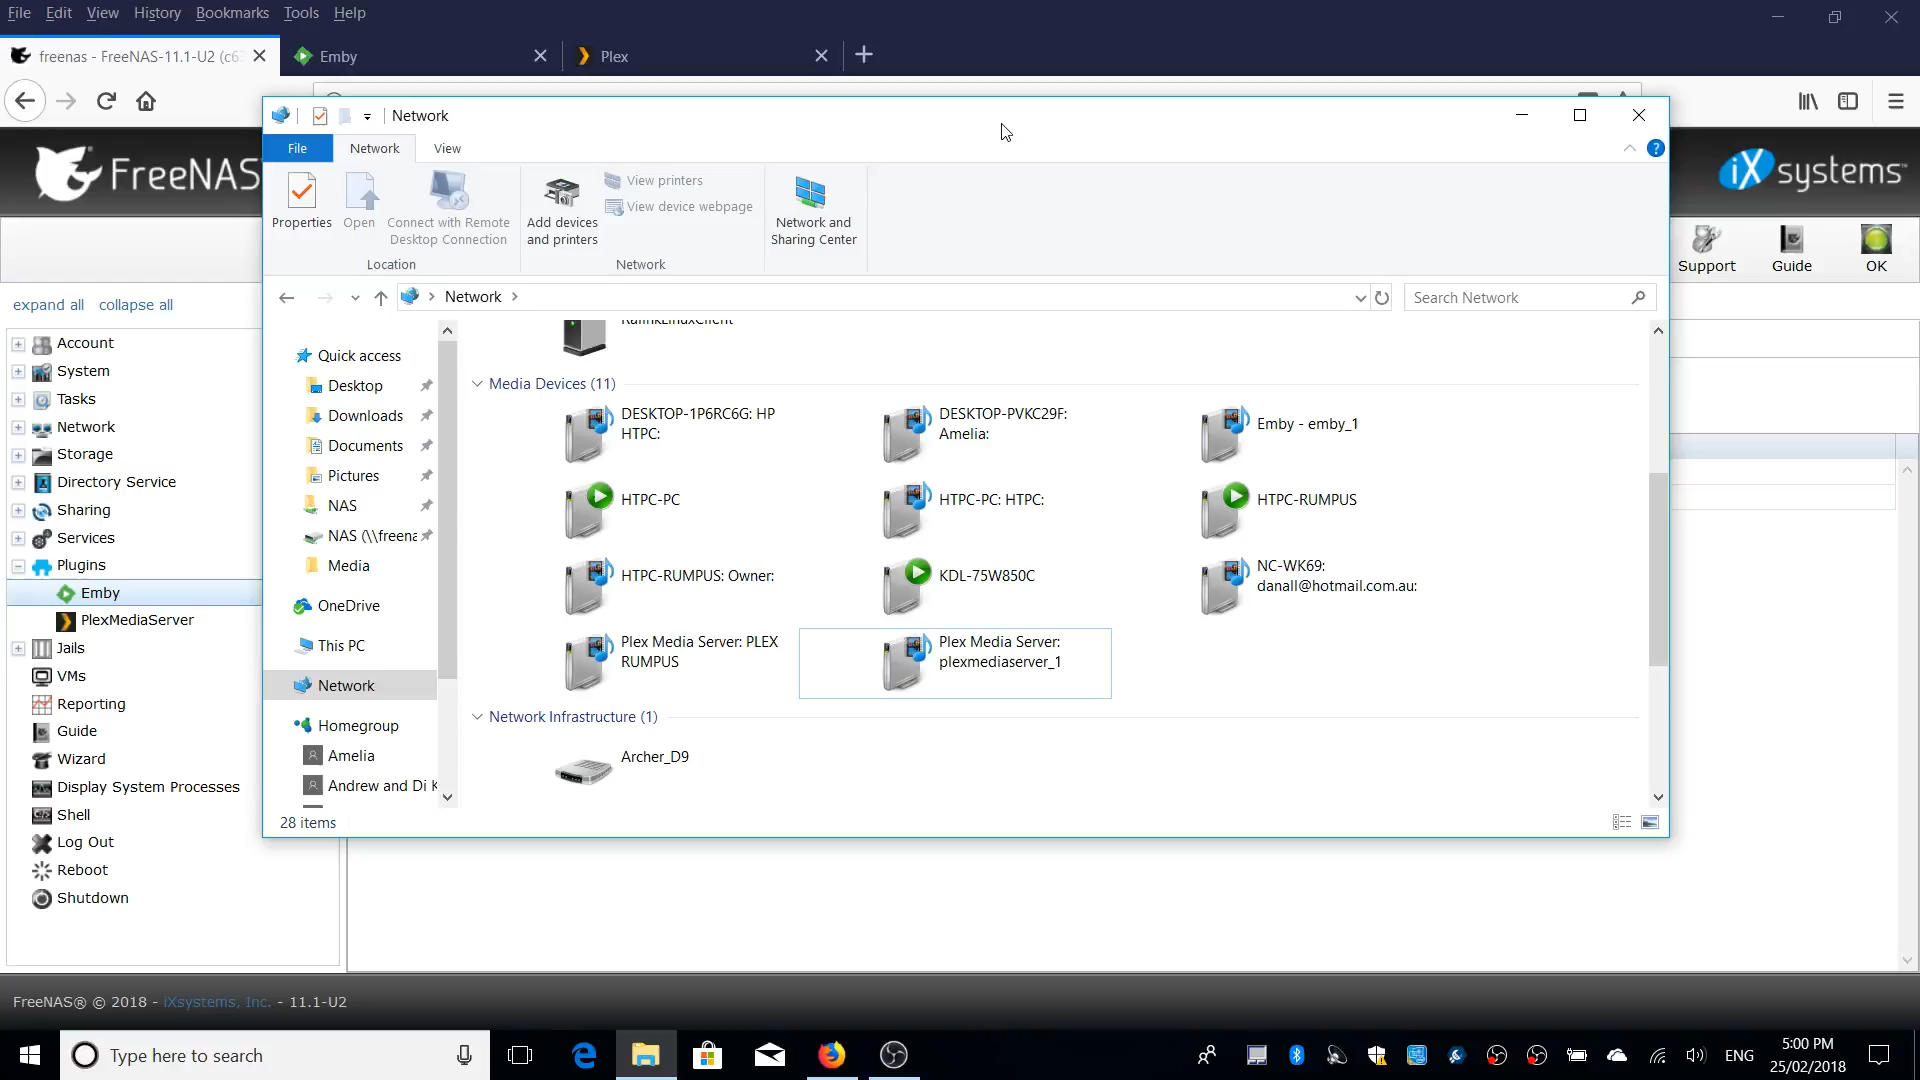 File Edit View History Bookmarks Tools Help
freenas - FreeNAS-11.1-U2 (c63
Emby
Plex
Network
File
Network
View
Properties
Open
Connect with Remote
Desktop Connection
Location
Add devices
and printers
View printers
View device webpage
Network
Network and
Sharing Center
FreeNAS
iXsystems
Support
Guide
OK
Network
Search Network
expand all collapse all
Account
System
Tasks
Network
Storage
Directory Service
Sharing
Services
Plugins
Emby
PlexMediaServer
Jails
VMs
Reporting
Guide
Wizard
Display System Processes
Shell
Log Out
Reboot
Shutdown
Quick access
Desktop
Downloads
Documents
Pictures
NAS
NAS (\\freena
Media
OneDrive
This PC
Network
Homegroup
Amelia
Andrew and Di K
RalinkLinuxClient
Media Devices (11)
DESKTOP-1P6RC6G: HP
HTPC:
DESKTOP-PVKC29F:
Amelia:
Emby - emby_1
HTPC-PC
HTPC-PC: HTPC:
HTPC-RUMPUS
HTPC-RUMPUS: Owner:
KDL-75W850C
NC-WK69:
danall@hotmail.com.au:
Plex Media Server: PLEX
RUMPUS
Plex Media Server:
plexmediaserver_1
Network Infrastructure (1)
Archer_D9
28 items
FreeNAS® © 2018 - iXsystems, Inc. - 11.1-U2
Type here to search
ENG
5:00 PM
25/02/2018